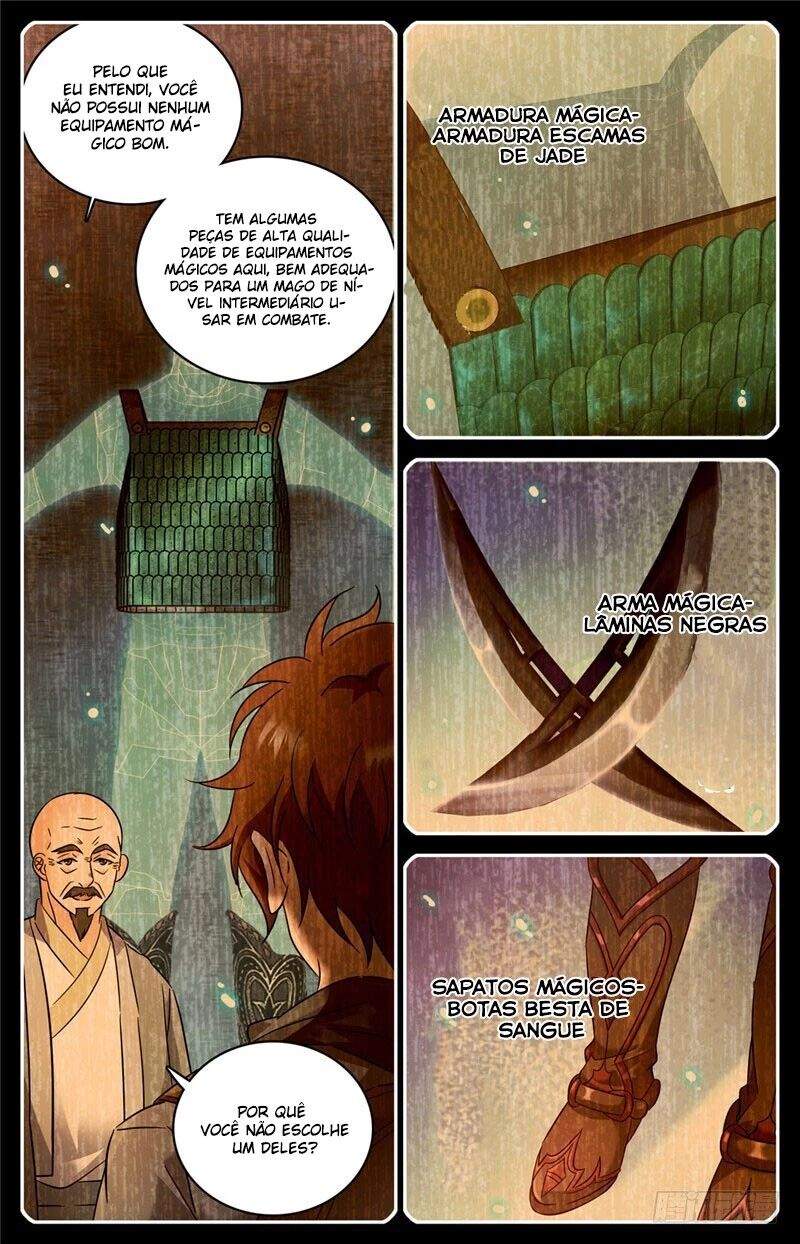 PELO QUE
EU ENTENDI, VOCÊ
NÃO POSSUI NENHUM
EQUIPAMENTO MÁ-
GICO BOM.
TEM ALGUMAS
PEÇAS DE ALTA QUALI-
DADE DE EQUIPAMENTOS
MÁGICOS AQUI, BEM ADEQUA-
DOS PARA UM MAGO DE NÍ-
VEL INTERMEDIÁRIO U-
SAR EM COMBATE.
POR QUÊ
VOCÊ NÃO ESCOLHE
UM DELES?
ARMADURA MÁGICA-
ARMADURA ESCAMAS
DE JADE
ARMA MÁGICA-
LÂMINAS NEGRAS
SAPATOS MÁGICOS-
BOTAS BESTA DE
SANGUE